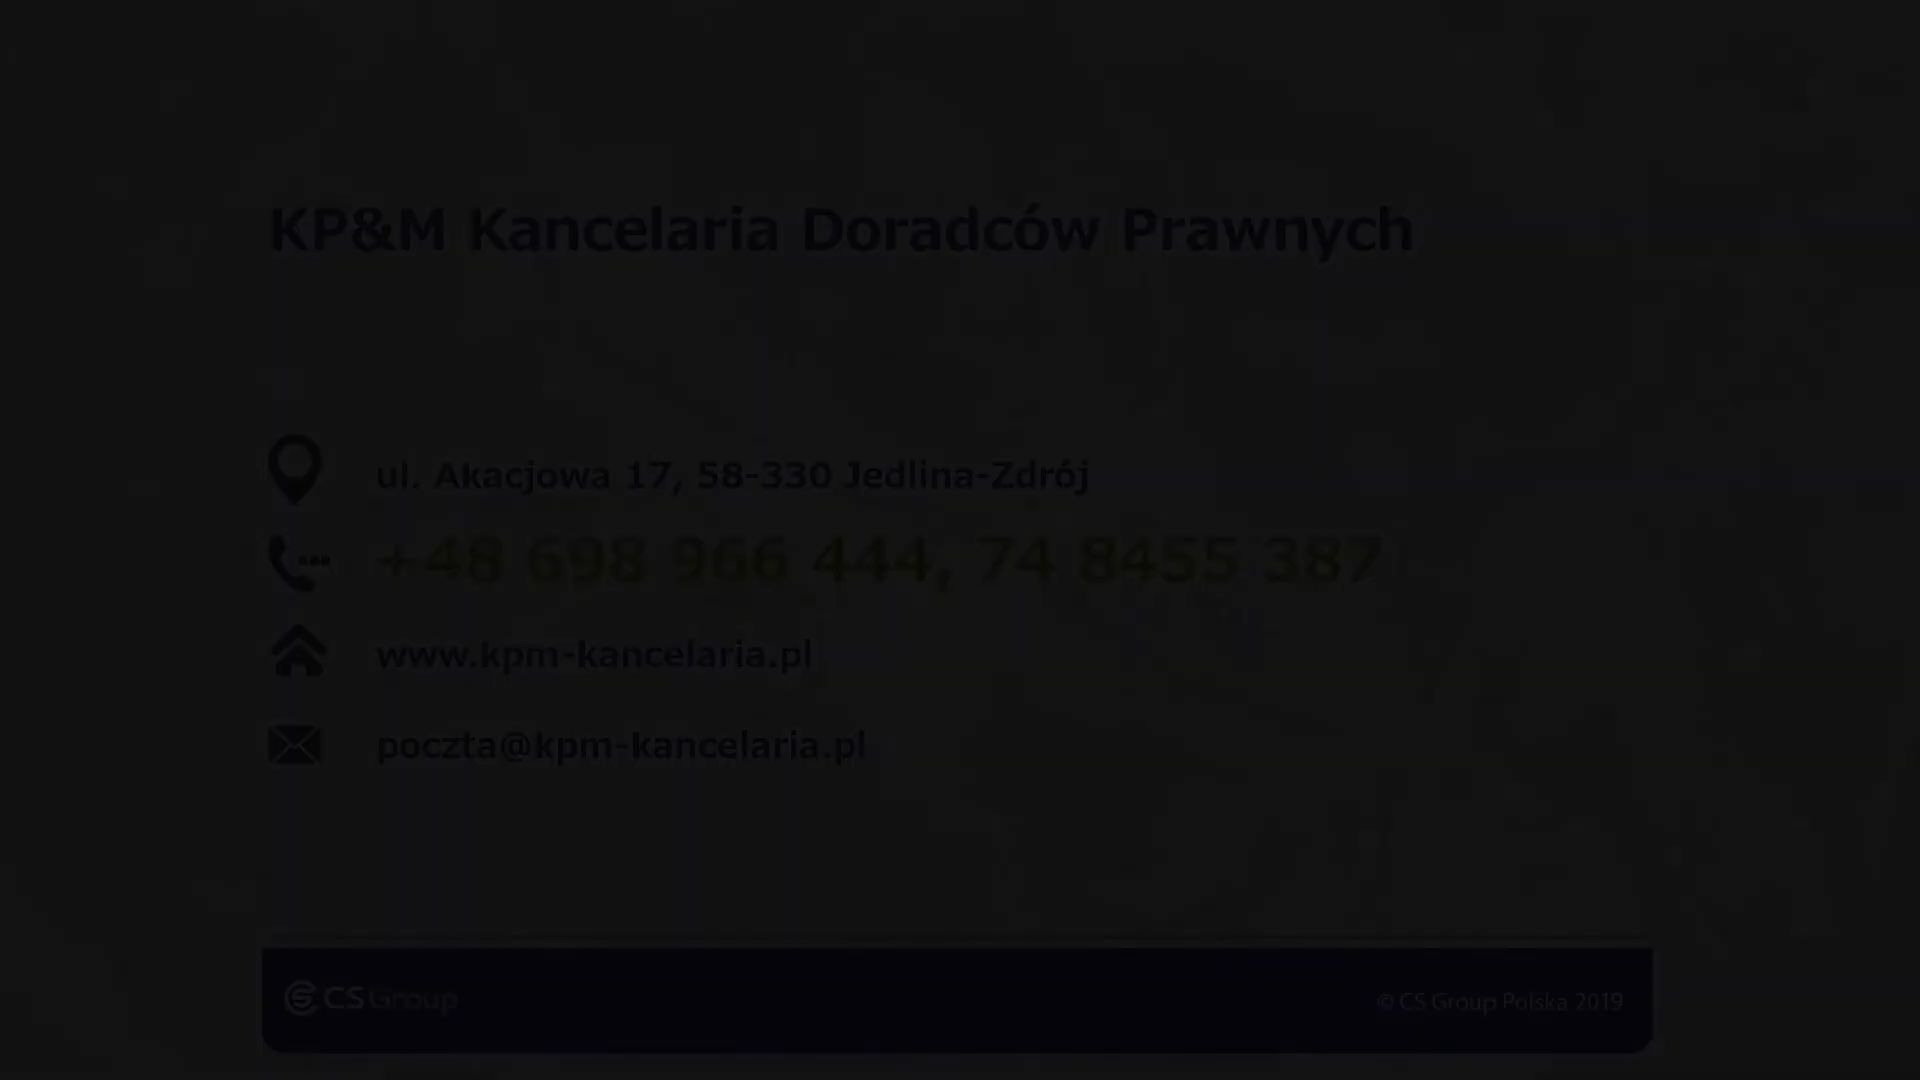 KP&M Kancelaria Doradców Prawnych
ul. Akacjowa 17, 58-330 Jedlina-Zdrój
+48 698 966 444, 74 8455 387
www.kpm-kancelaria.pl
poczta@kpm-kancelaria.pl
CS Group
© CS Group Polska 2019